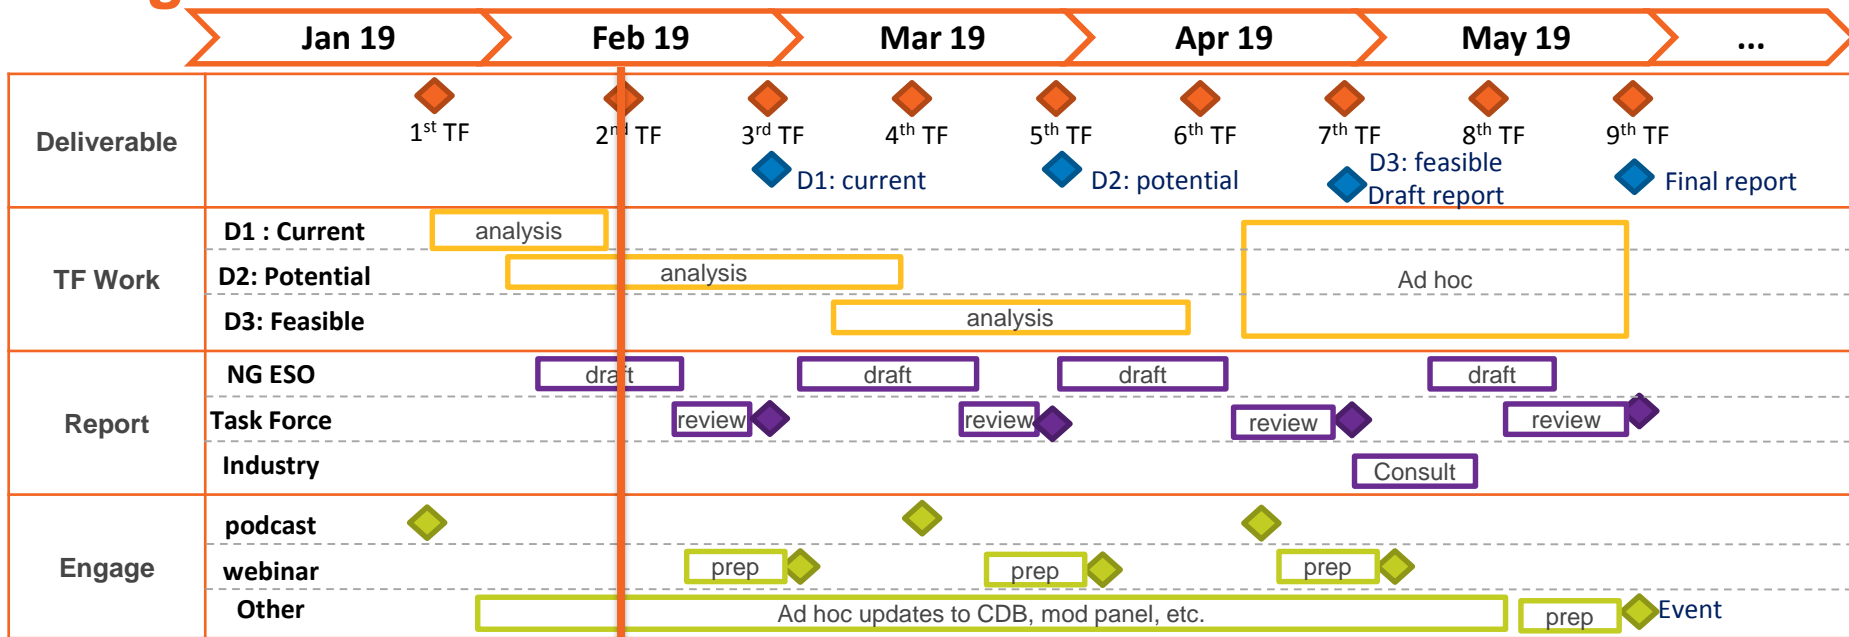 Jan 19 Feb 19 Mar 19 Apr 19 May 19 ...
Deliverable
1st TF 2nd TF 3rd TF 4th TF 5th TF 6th TF 7th TF 8th TF 9th TF
D1: current D2: potential D3: feasible Final report
Draft report
TF Work
D1 : Current analysis
D2: Potential analysis Ad hoc
D3: Feasible analysis
Report
NG ESO draft draft draft draft
Task Force review review review review
Industry Consult
Engage
podcast
webinar prep prep prep
Other Ad hoc updates to CDB, mod panel, etc. prep Event